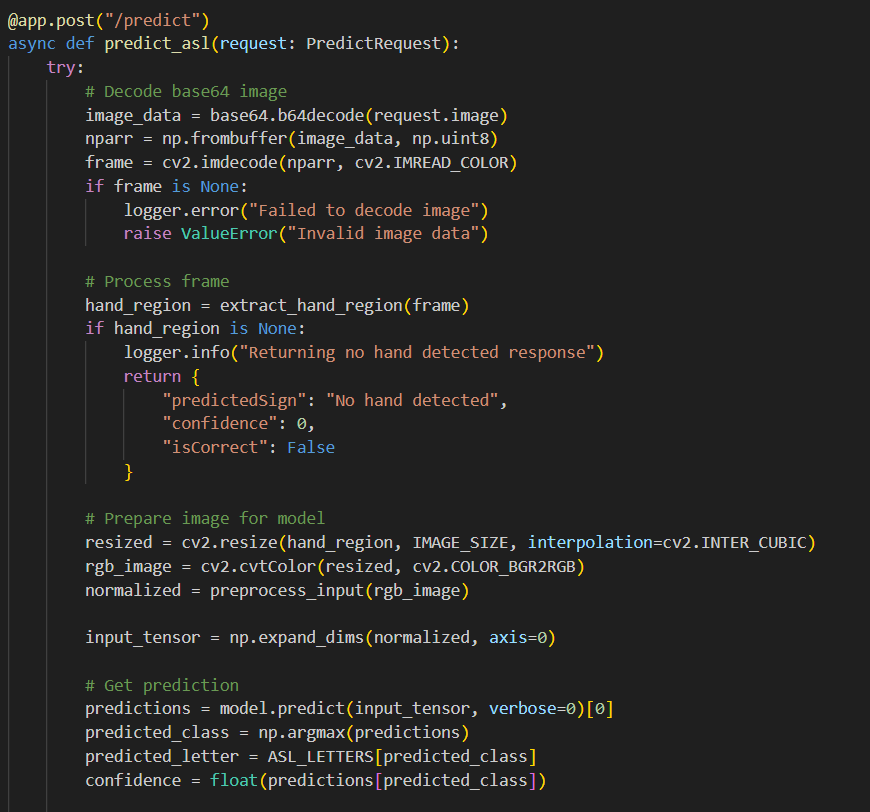 @app.post("/predict")
async def predict_asl(request: PredictRequest):
    try:
        # Decode base64 image
        image_data = base64.b64decode(request.image)
        nparr = np.frombuffer(image_data, np.uint8)
        frame = cv2.imdecode(nparr, cv2.IMREAD_COLOR)
        if frame is None:
            logger.error("Failed to decode image")
            raise ValueError("Invalid image data")

        # Process frame
        hand_region = extract_hand_region(frame)
        if hand_region is None:
            logger.info("Returning no hand detected response")
            return {
                "predictedSign": "No hand detected",
                "confidence": 0,
                "isCorrect": False
            }

        # Prepare image for model
        resized = cv2.resize(hand_region, IMAGE_SIZE, interpolation=cv2.INTER_CUBIC)
        rgb_image = cv2.cvtColor(resized, cv2.COLOR_BGR2RGB)
        normalized = preprocess_input(rgb_image)

        input_tensor = np.expand_dims(normalized, axis=0)

        # Get prediction
        predictions = model.predict(input_tensor, verbose=0)[0]
        predicted_class = np.argmax(predictions)
        predicted_letter = ASL_LETTERS[predicted_class]
        confidence = float(predictions[predicted_class])